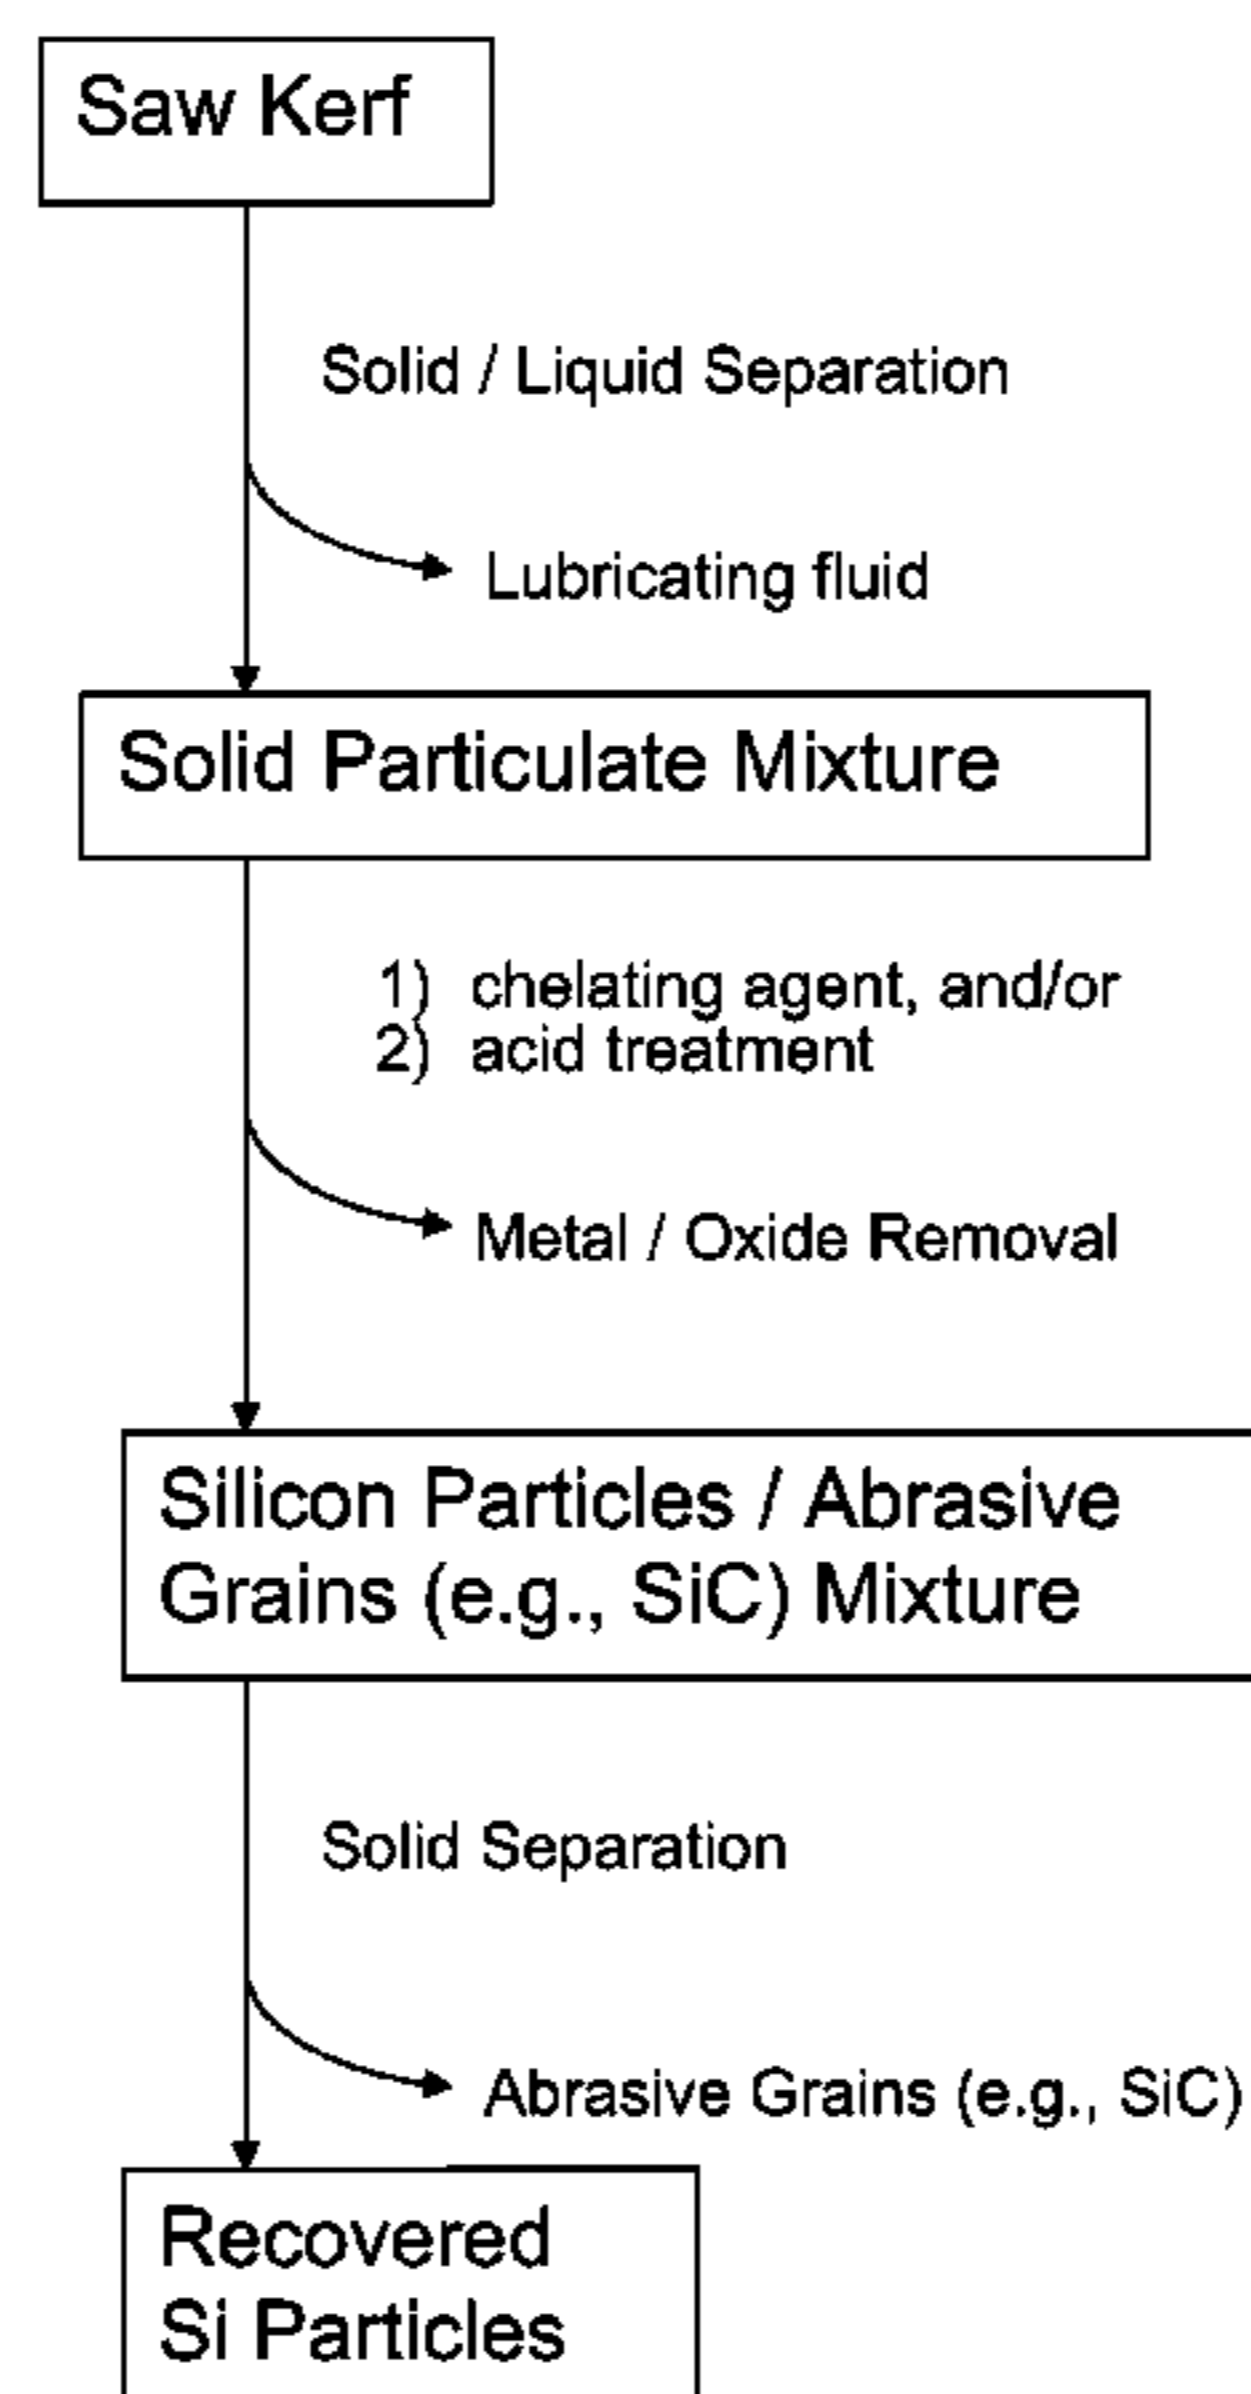 Saw Kerf
Solid / Liquid Separation
Lubricating fluid
Solid Particulate Mixture
1) chelating agent, and/or
2) acid treatment
Metal / Oxide Removal
Silicon Particles / Abrasive
Grains (e.g., SiC) Mixture
Solid Separation
Abrasive Grains (e.g., SiC)
Recovered
Si Particles